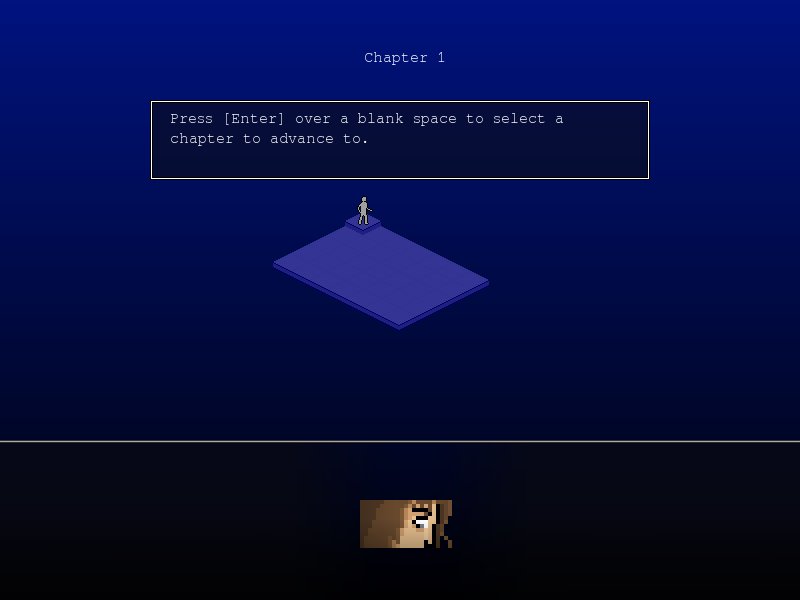 Chapter 1
Press [Enter] over a blank space to select a
chapter to advance to.